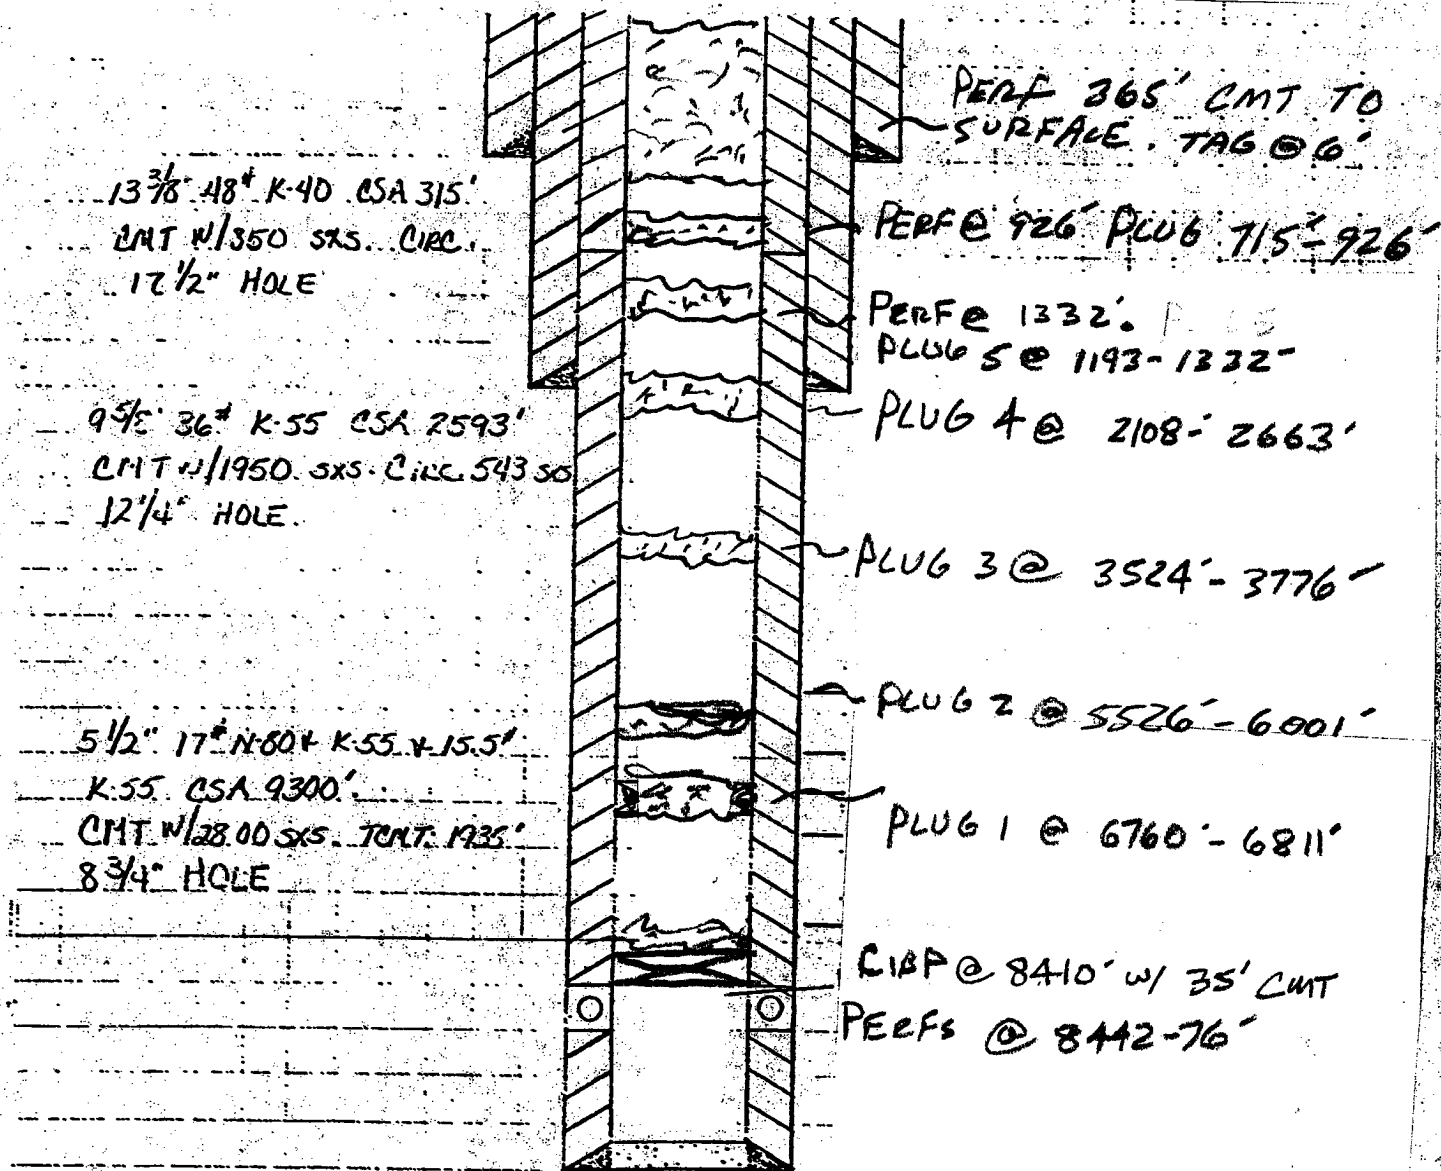 PERF 365' CMT TO
SURFACE. TAG @ 6'
13 3/8" 48# K-40 CSA 315'
CMT W/350 SXS. CIRC.
17 1/2" HOLE
PERF @ 926' PLUG 715'-926'
PERF @ 1332'.
PLUG 5 @ 1193-1332'
9 5/8" 36# K-55 CSA 2593'
CMT W/1950 SXS. CIRC. 543 SXS
12 1/4" HOLE.
PLUG 4 @ 2108-' 2663'
PLUG 3 @ 3524'- 3776'
PLUG 2 @ 5526'- 6001'
5 1/2" 17# N-80 & K-55 & 15.5#
K-55 CSA 9300'.
CMT W/2800 SXS. TCMT: 1935'
8 3/4" HOLE
PLUG 1 @ 6760'- 6811'
CIBP @ 8410' w/ 35' CMT
PERFS @ 8442-76'